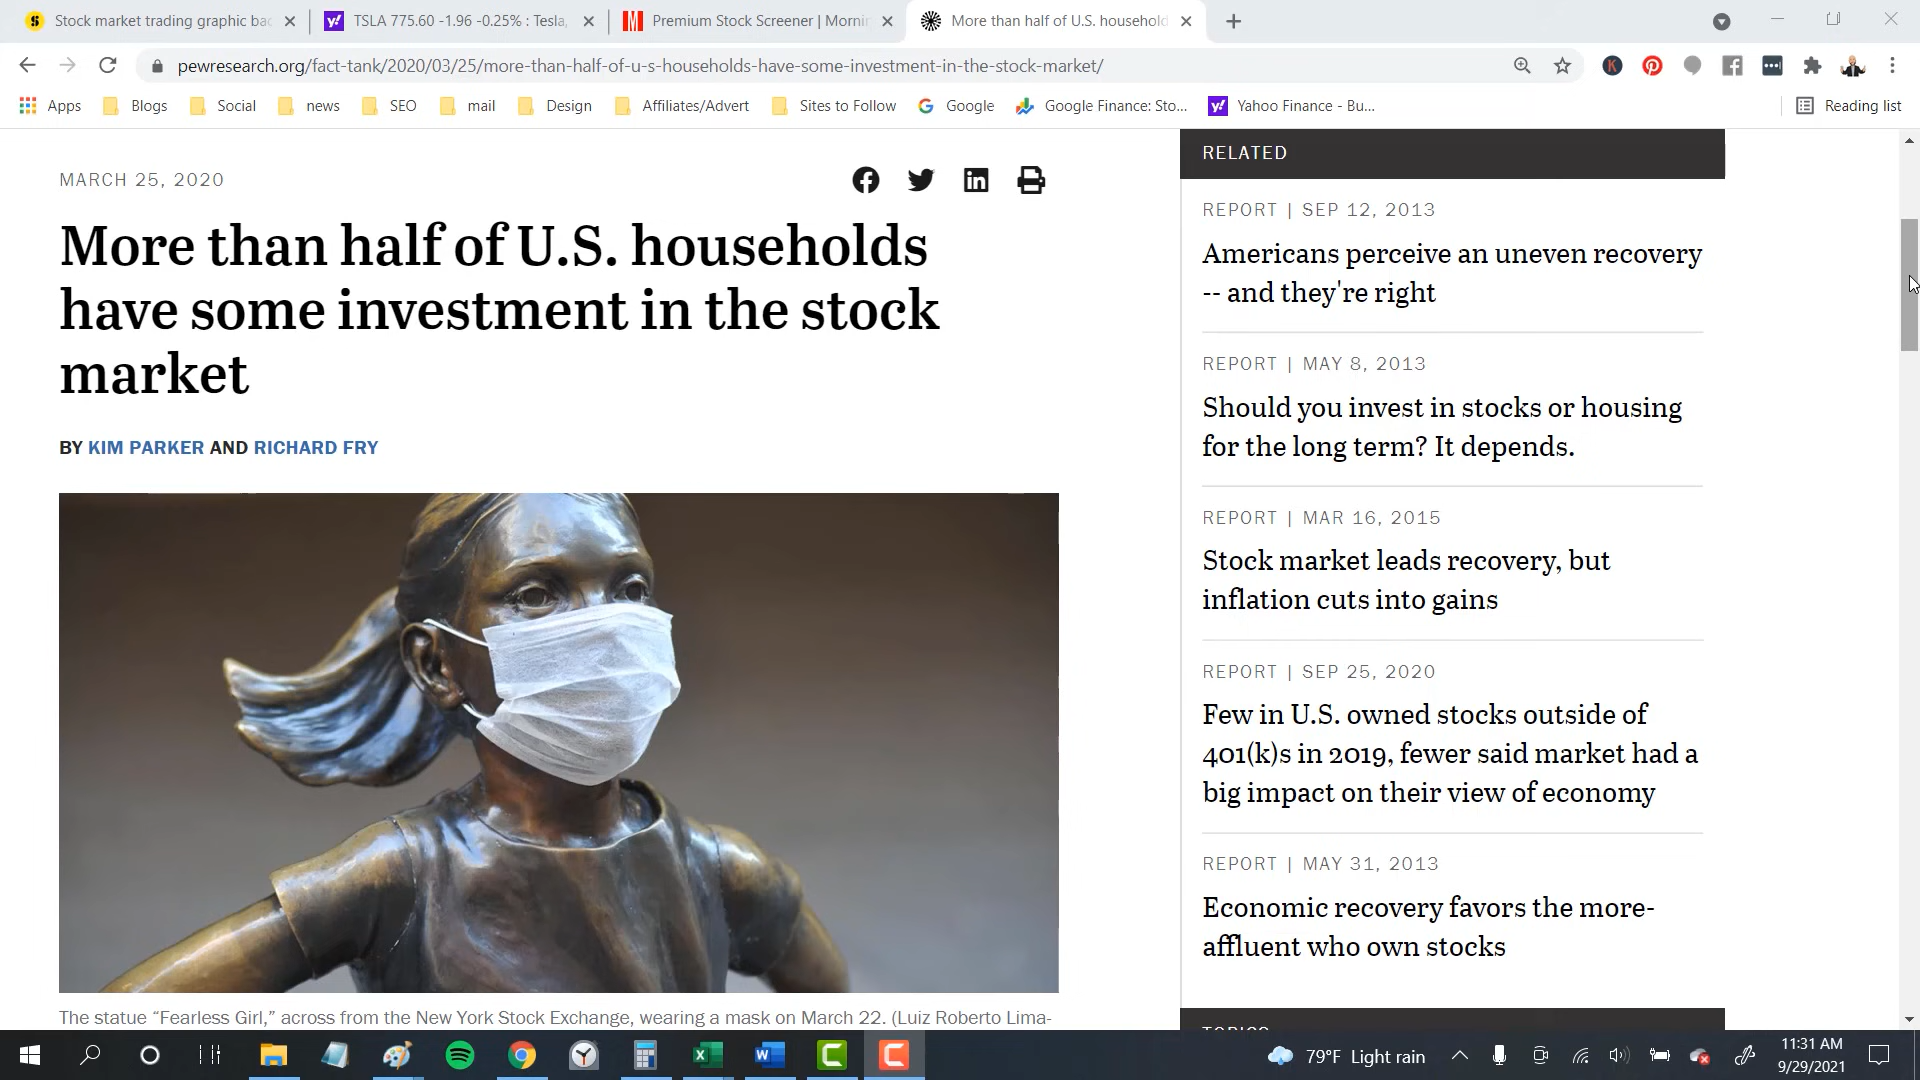 Stock market trading graphic bac
TSLA 775.60 -1.96 -0.25% : Tesla,
Premium Stock Screener | Mornin
More than half of U.S. household
pewresearch.org/fact-tank/2020/03/25/more-than-half-of-u-s-households-have-some-investment-in-the-stock-market/
Apps
Blogs
Social
news
SEO
mail
Design
Affiliates/Advert
Sites to Follow
Google
Google Finance: Sto...
Yahoo Finance - Bu...
Reading list
MARCH 25, 2020
More than half of U.S. households
have some investment in the stock
market
BY KIM PARKER AND RICHARD FRY
The statue “Fearless Girl,” across from the New York Stock Exchange, wearing a mask on March 22. (Luiz Roberto Lima-
RELATED
REPORT | SEP 12, 2013
Americans perceive an uneven recovery
-- and they're right
REPORT | MAY 8, 2013
Should you invest in stocks or housing
for the long term? It depends.
REPORT | MAR 16, 2015
Stock market leads recovery, but
inflation cuts into gains
REPORT | SEP 25, 2020
Few in U.S. owned stocks outside of
401(k)s in 2019, fewer said market had a
big impact on their view of economy
REPORT | MAY 31, 2013
Economic recovery favors the more-
affluent who own stocks
TOPICS
79°F Light rain
11:31 AM
9/29/2021